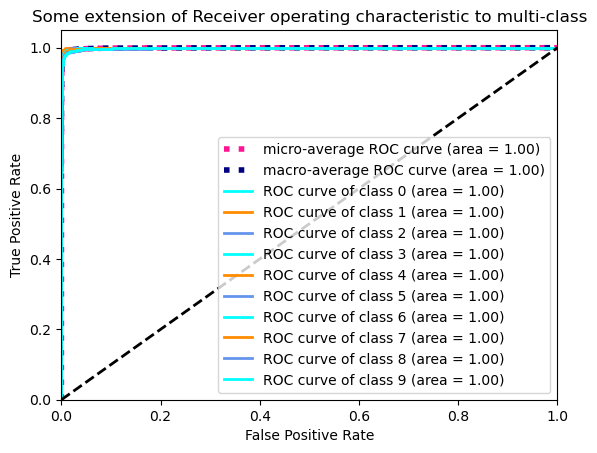 Some extension of Receiver operating characteristic to multi-class
1.0
0.8
0.6
0.4
0.2
0.0
True Positive Rate
micro-average ROC curve (area = 1.00)
macro-average ROC curve (area = 1.00)
ROC curve of class 0 (area = 1.00)
ROC curve of class 1 (area = 1.00)
ROC curve of class 2 (area = 1.00)
ROC curve of class 3 (area = 1.00)
ROC curve of class 4 (area = 1.00)
ROC curve of class 5 (area = 1.00)
ROC curve of class 6 (area = 1.00)
ROC curve of class 7 (area = 1.00)
ROC curve of class 8 (area = 1.00)
ROC curve of class 9 (area = 1.00)
0.0 0.2 0.4 0.6 0.8 1.0
False Positive Rate